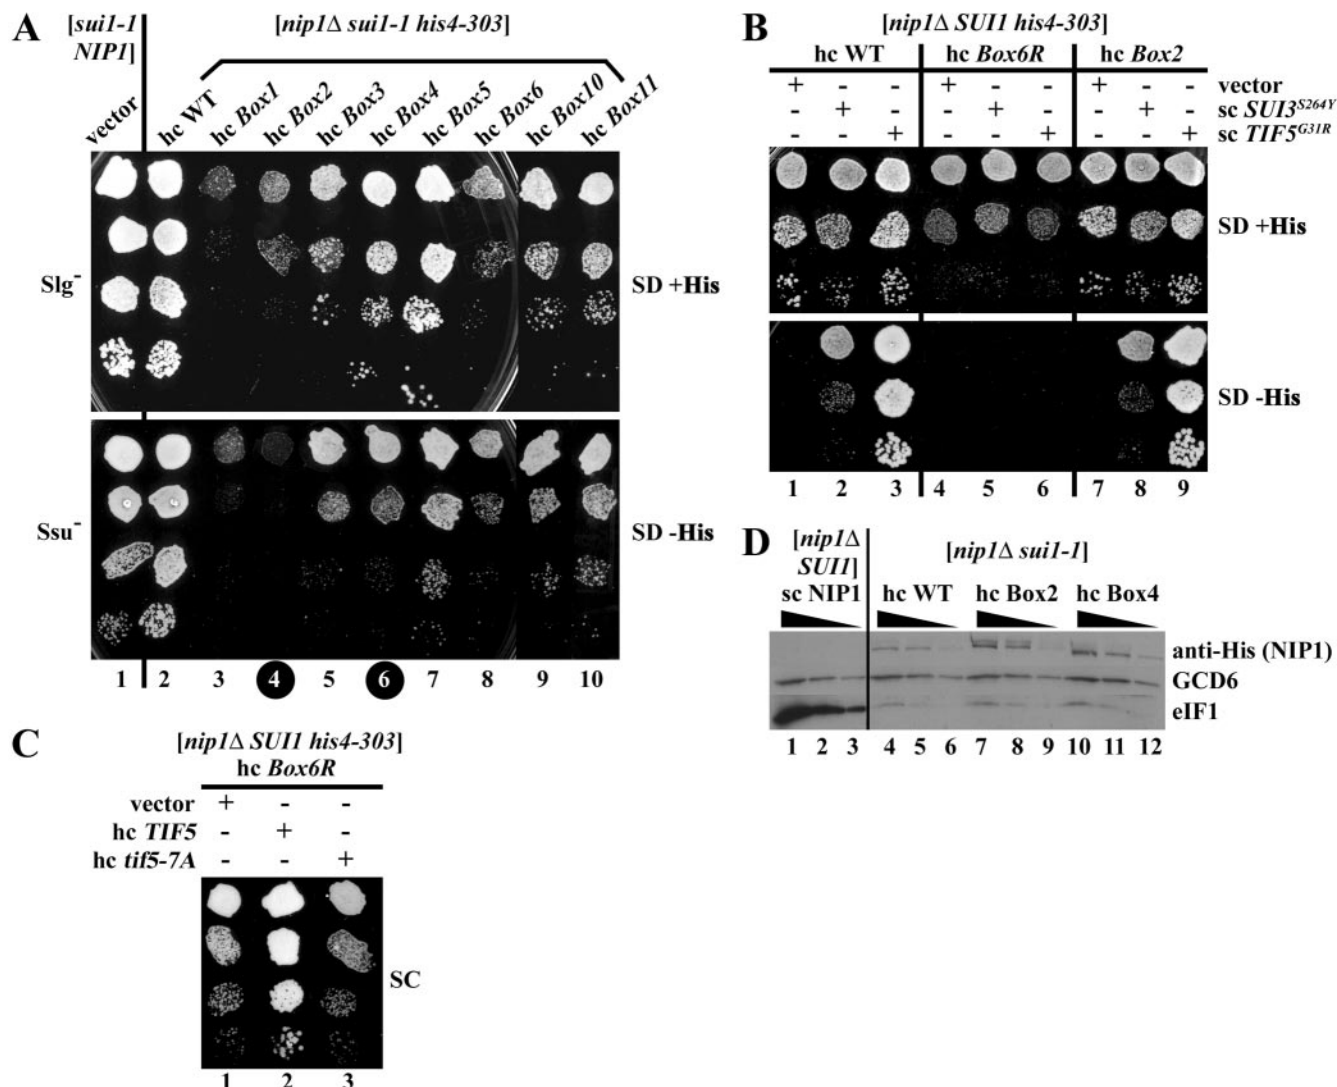 A
[sui1-1 NIP1]
[nip1Δ sui1-1 his4-303]
vector
hc WT
hc Box1
hc Box2
hc Box3
hc Box4
hc Box5
hc Box6
hc Box10
hc Box11
Slg⁻
SD +His
Ssu⁻
SD -His
1 2 3 4 5 6 7 8 9 10
B
[nip1Δ SUI1 his4-303]
hc WT hc Box6R hc Box2
+ - - + - - + - - vector
- + - - + - - + - sc SUI3S264Y
- - + - - + - - + sc TIF5G31R
SD +His
SD -His
1 2 3 4 5 6 7 8 9
C
[nip1Δ SUI1 his4-303]
hc Box6R
vector + - -
hc TIF5 - + -
hc tif5-7A - - +
SC
1 2 3
D
[nip1Δ SUI1]
[nip1Δ sui1-1]
sc NIP1 hc WT hc Box2 hc Box4
anti-His (NIP1)
GCD6
eIF1
1 2 3 4 5 6 7 8 9 10 11 12